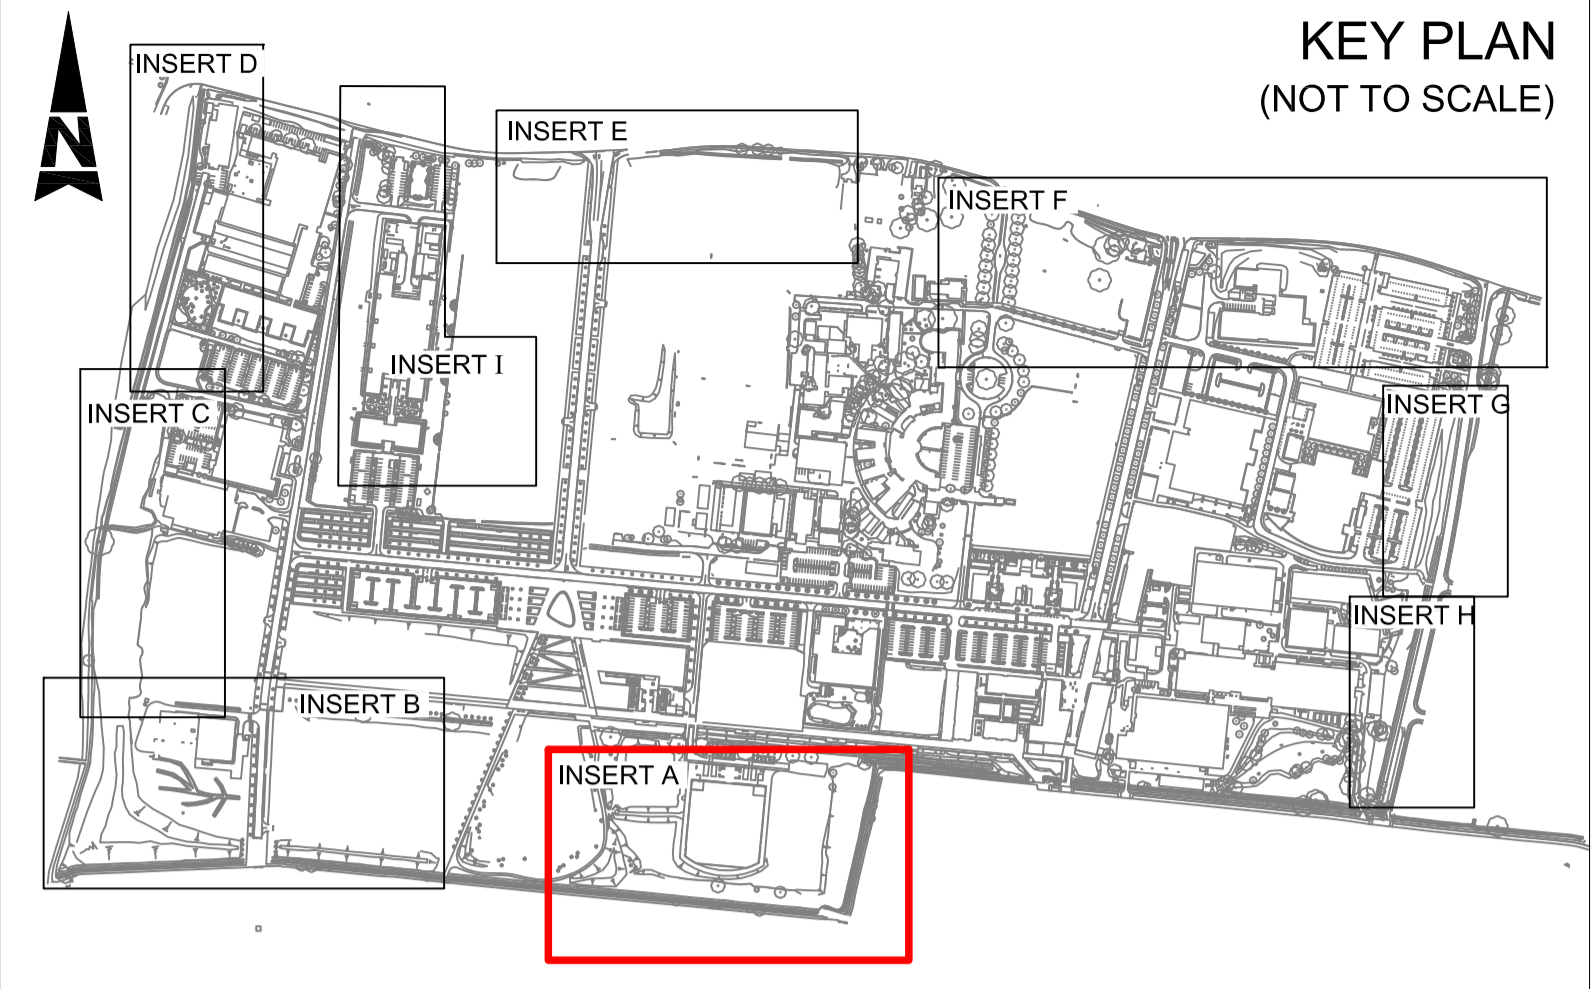 KEY PLAN
(NOT TO SCALE)
N
INSERT D
INSERT E
INSERT F
INSERT I
INSERT C
INSERT G
INSERT H
INSERT B
INSERT A